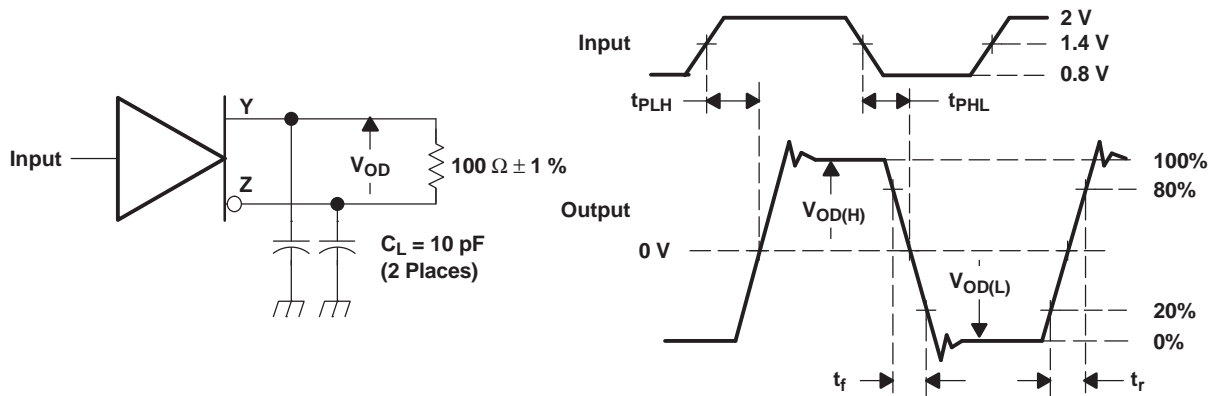 Input
Y
Z
V_OD
100 Ω ± 1 %
C_L = 10 pF
(2 Places)
Input
2 V
1.4 V
0.8 V
t_PLH
t_PHL
Output
0 V
V_OD(H)
V_OD(L)
100%
80%
20%
0%
t_f
t_r